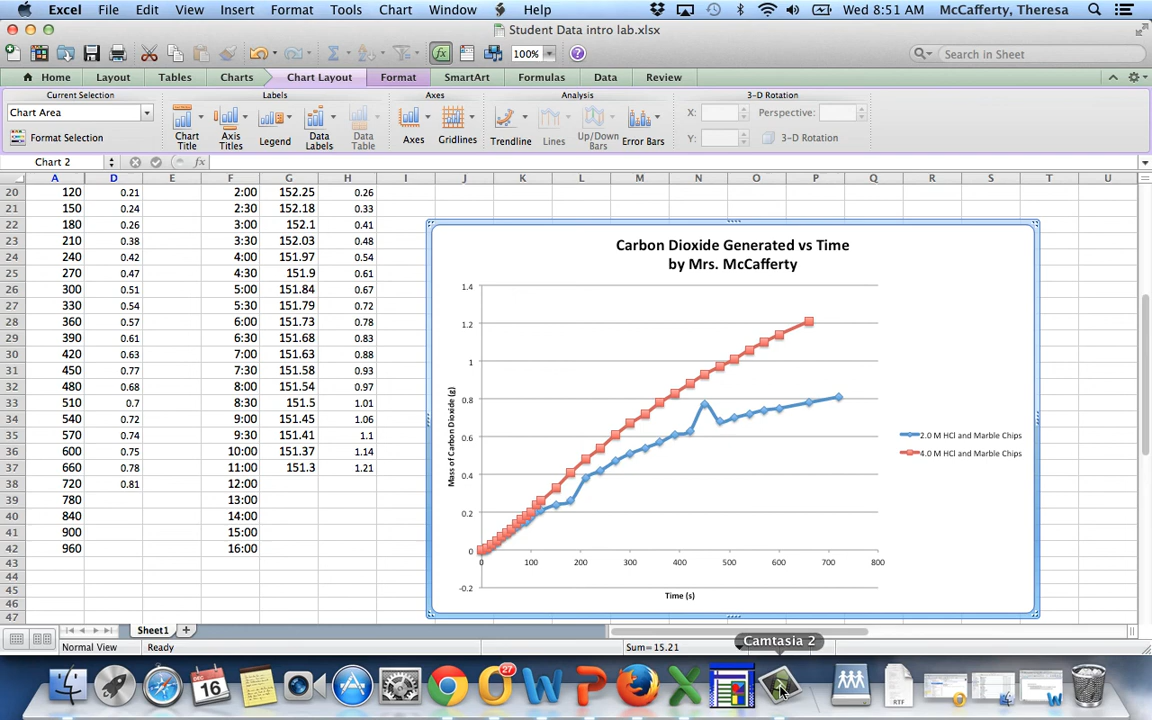 Excel File Edit View Insert Format Tools Chart Window Help Wed 8:51 AM McCafferty, Theresa
Student Data intro lab.xlsx
100% Search in Sheet
Home Layout Tables Charts Chart Layout Format SmartArt Formulas Data Review
Current Selection Labels Axes Analysis 3-D Rotation
Chart Area X: Perspective:
Format Selection Chart Title Axis Titles Legend Data Labels Data Table Axes Gridlines Trendline Lines Up/Down Bars Error Bars Y: 3-D Rotation
Chart 2 fx
A D E F G H I J K L M N O P Q R S T U
20 120 0.21 2:00 152.25 0.26
21 150 0.24 2:30 152.18 0.33
22 180 0.26 3:00 152.1 0.41
23 210 0.38 3:30 152.03 0.48
24 240 0.42 4:00 151.97 0.54
25 270 0.47 4:30 151.9 0.61
26 300 0.51 5:00 151.84 0.67
27 330 0.54 5:30 151.79 0.72
28 360 0.57 6:00 151.73 0.78
29 390 0.61 6:30 151.68 0.83
30 420 0.63 7:00 151.63 0.88
31 450 0.77 7:30 151.58 0.93
32 480 0.68 8:00 151.54 0.97
33 510 0.7 8:30 151.5 1.01
34 540 0.72 9:00 151.45 1.06
35 570 0.74 9:30 151.41 1.1
36 600 0.75 10:00 151.37 1.14
37 660 0.78 11:00 151.3 1.21
38 720 0.81 12:00
39 780 13:00
40 840 14:00
41 900 15:00
42 960 16:00
43
44
45
46
47
Carbon Dioxide Generated vs Time
by Mrs. McCafferty
1.4
1.2
1
0.8
0.6
0.4
0.2
0
-0.2
Mass of Carbon Dioxide (g)
0 100 200 300 400 500 600 700 800
Time (s)
2.0 M HCl and Marble Chips
4.0 M HCl and Marble Chips
Sheet1
Normal View Ready Sum=15.21
Camtasia 2
DEC
16
27
RTF